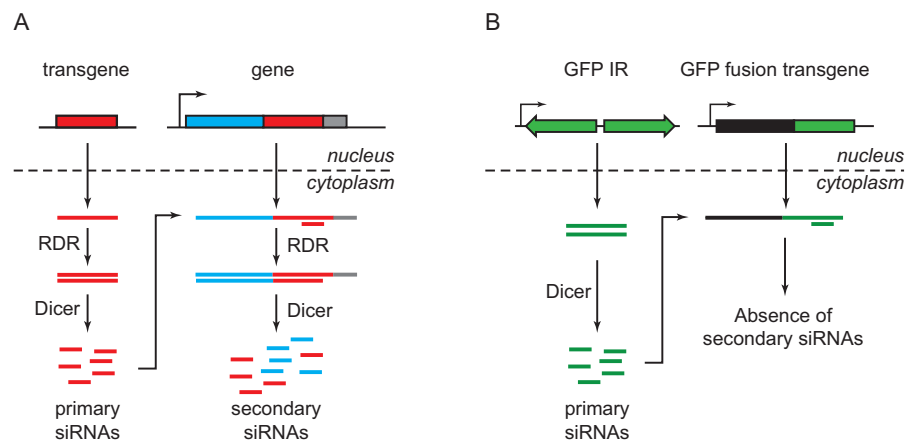 A
transgene
gene
nucleus
cytoplasm
RDR
RDR
Dicer
Dicer
primary
siRNAs
secondary
siRNAs
B
GFP IR
GFP fusion transgene
nucleus
cytoplasm
Dicer
Absence of
secondary siRNAs
primary
siRNAs